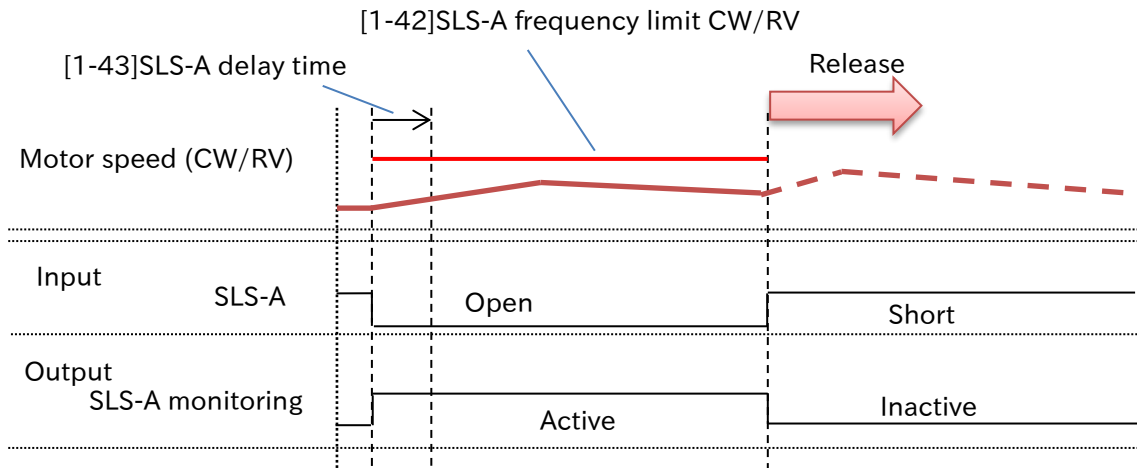 [1-42]SLS-A frequency limit CW/RV
[1-43]SLS-A delay time
Release
Motor speed (CW/RV)
Input
SLS-A
Open
Short
Output
SLS-A monitoring
Active
Inactive